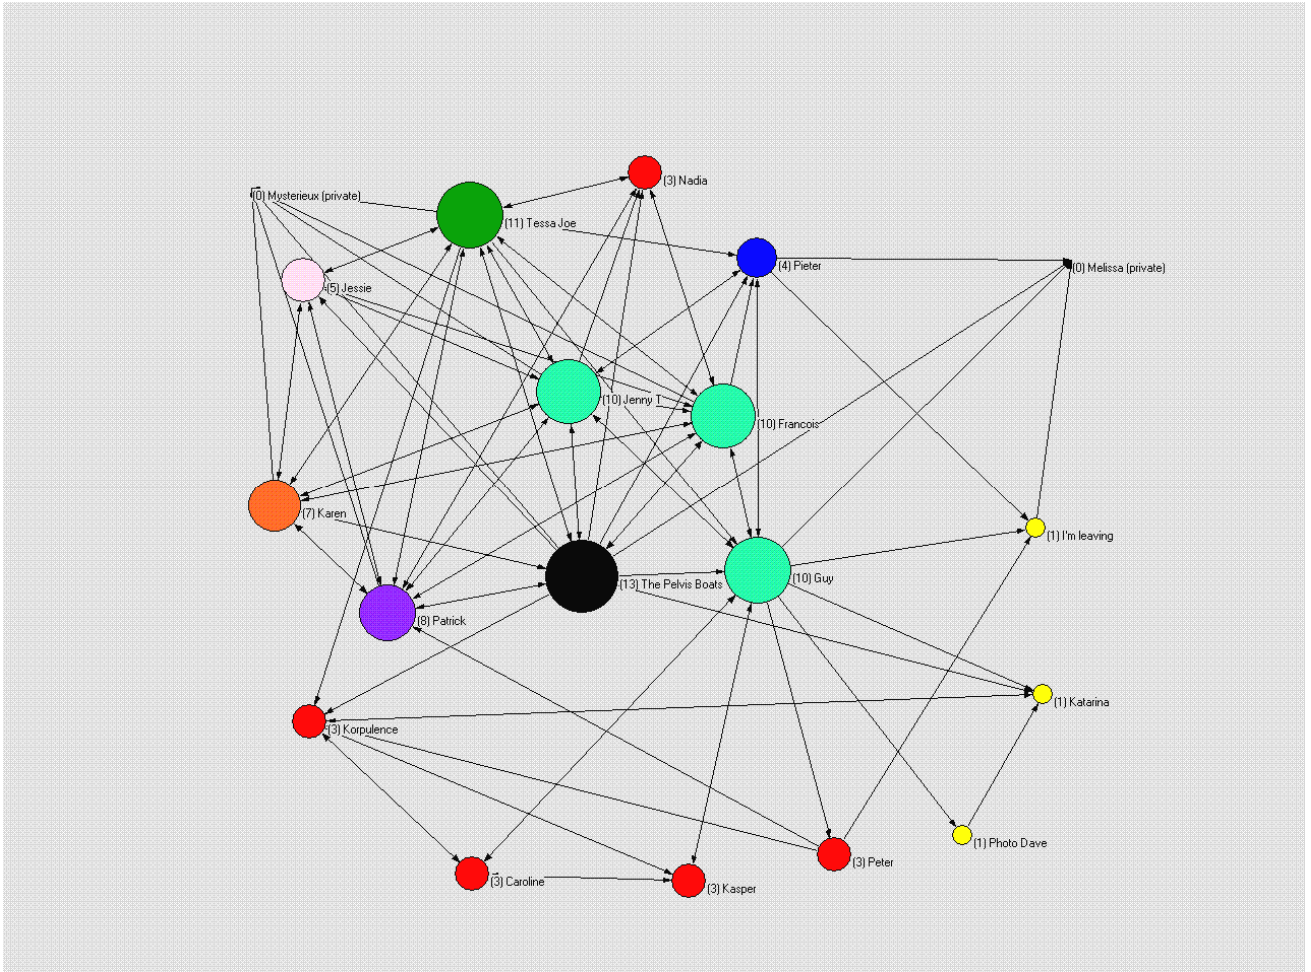 (3) Nadia
(0) Mysterieux (private)
(11) Tessa Joe
(4) Pieter
(0) Melissa (private)
(5) Jessie
(10) Jenny T
(10) Francois
(7) Karen
(1) I'm leaving
(13) The Pelvis Boats
(10) Guy
(8) Patrick
(1) Katarina
(3) Korpulence
(1) Photo Dave
(3) Peter
(3) Caroline
(3) Kasper